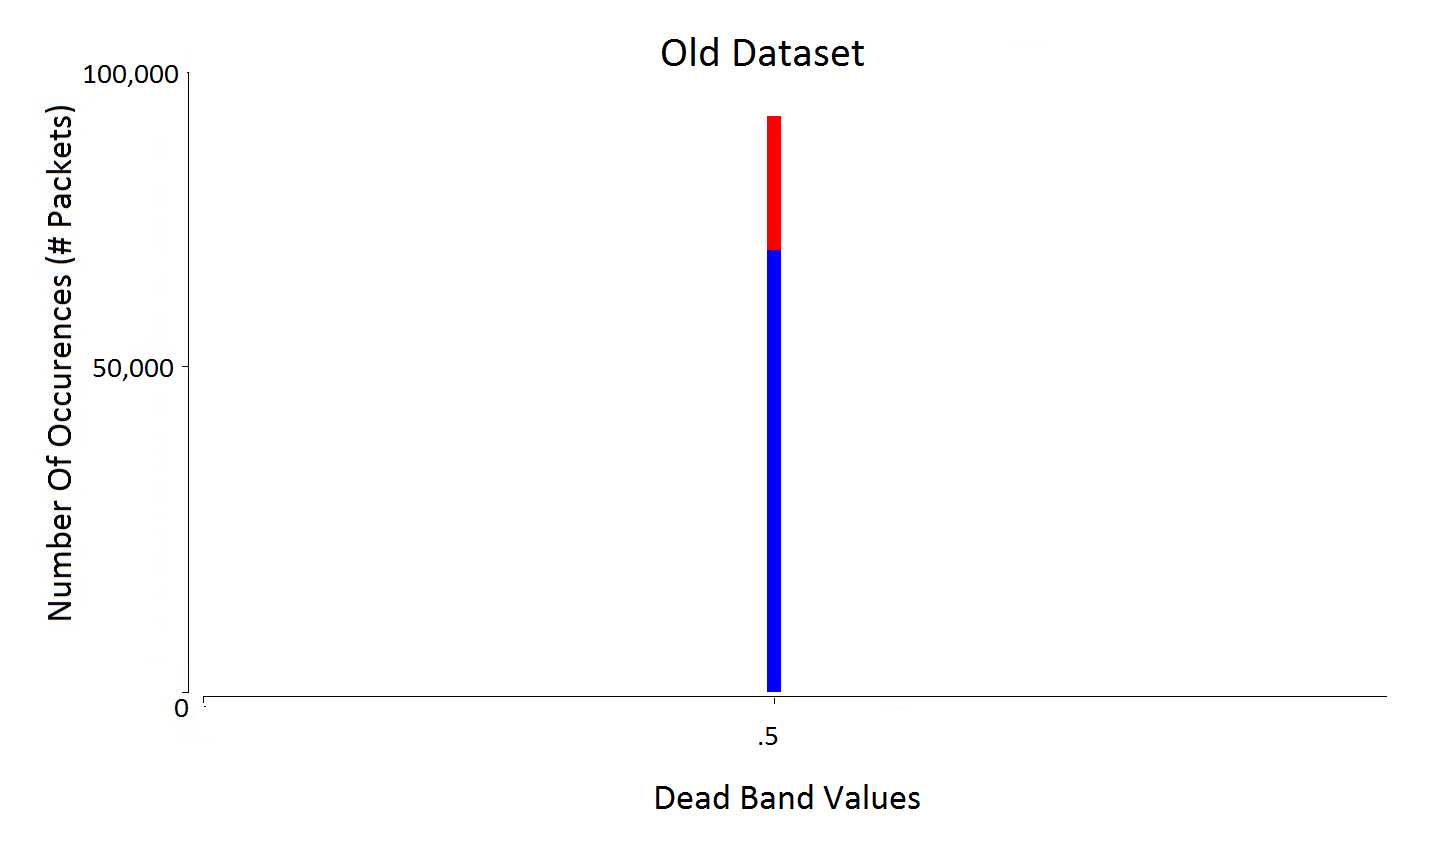 Old Dataset
100,000
Number Of Occurences (# Packets)
50,000
0
.5
Dead Band Values